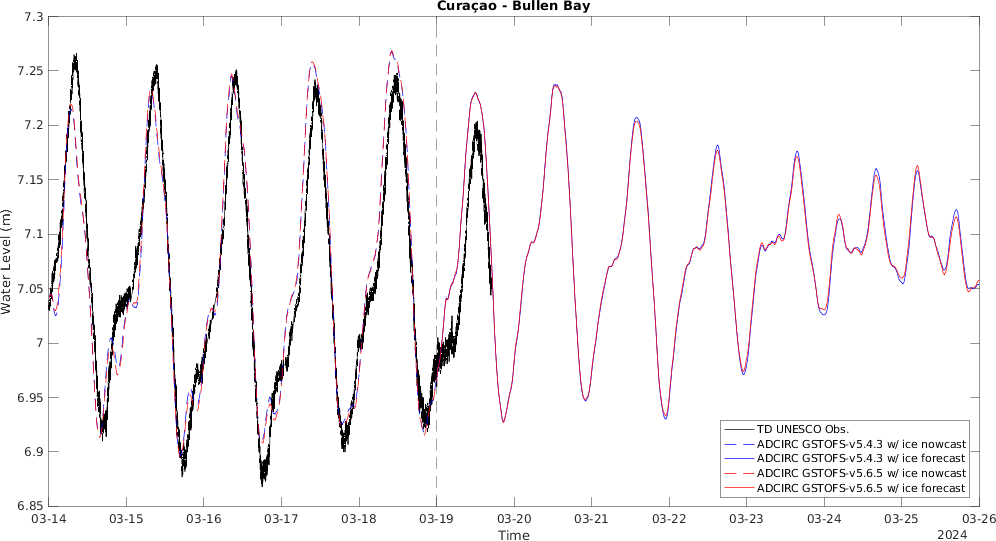 Curaçao - Bullen Bay
7.3
7.25
7.2
7.15
7.1
7.05
7
6.95
6.9
6.85
Water Level (m)
TD UNESCO Obs.
ADCIRC GSTOFS-v5.4.3 w/ ice nowcast
ADCIRC GSTOFS-v5.4.3 w/ ice forecast
ADCIRC GSTOFS-v5.6.5 w/ ice nowcast
ADCIRC GSTOFS-v5.6.5 w/ ice forecast
03-14 03-15 03-16 03-17 03-18 03-19 03-20 03-21 03-22 03-23 03-24 03-25 03-26
Time
2024